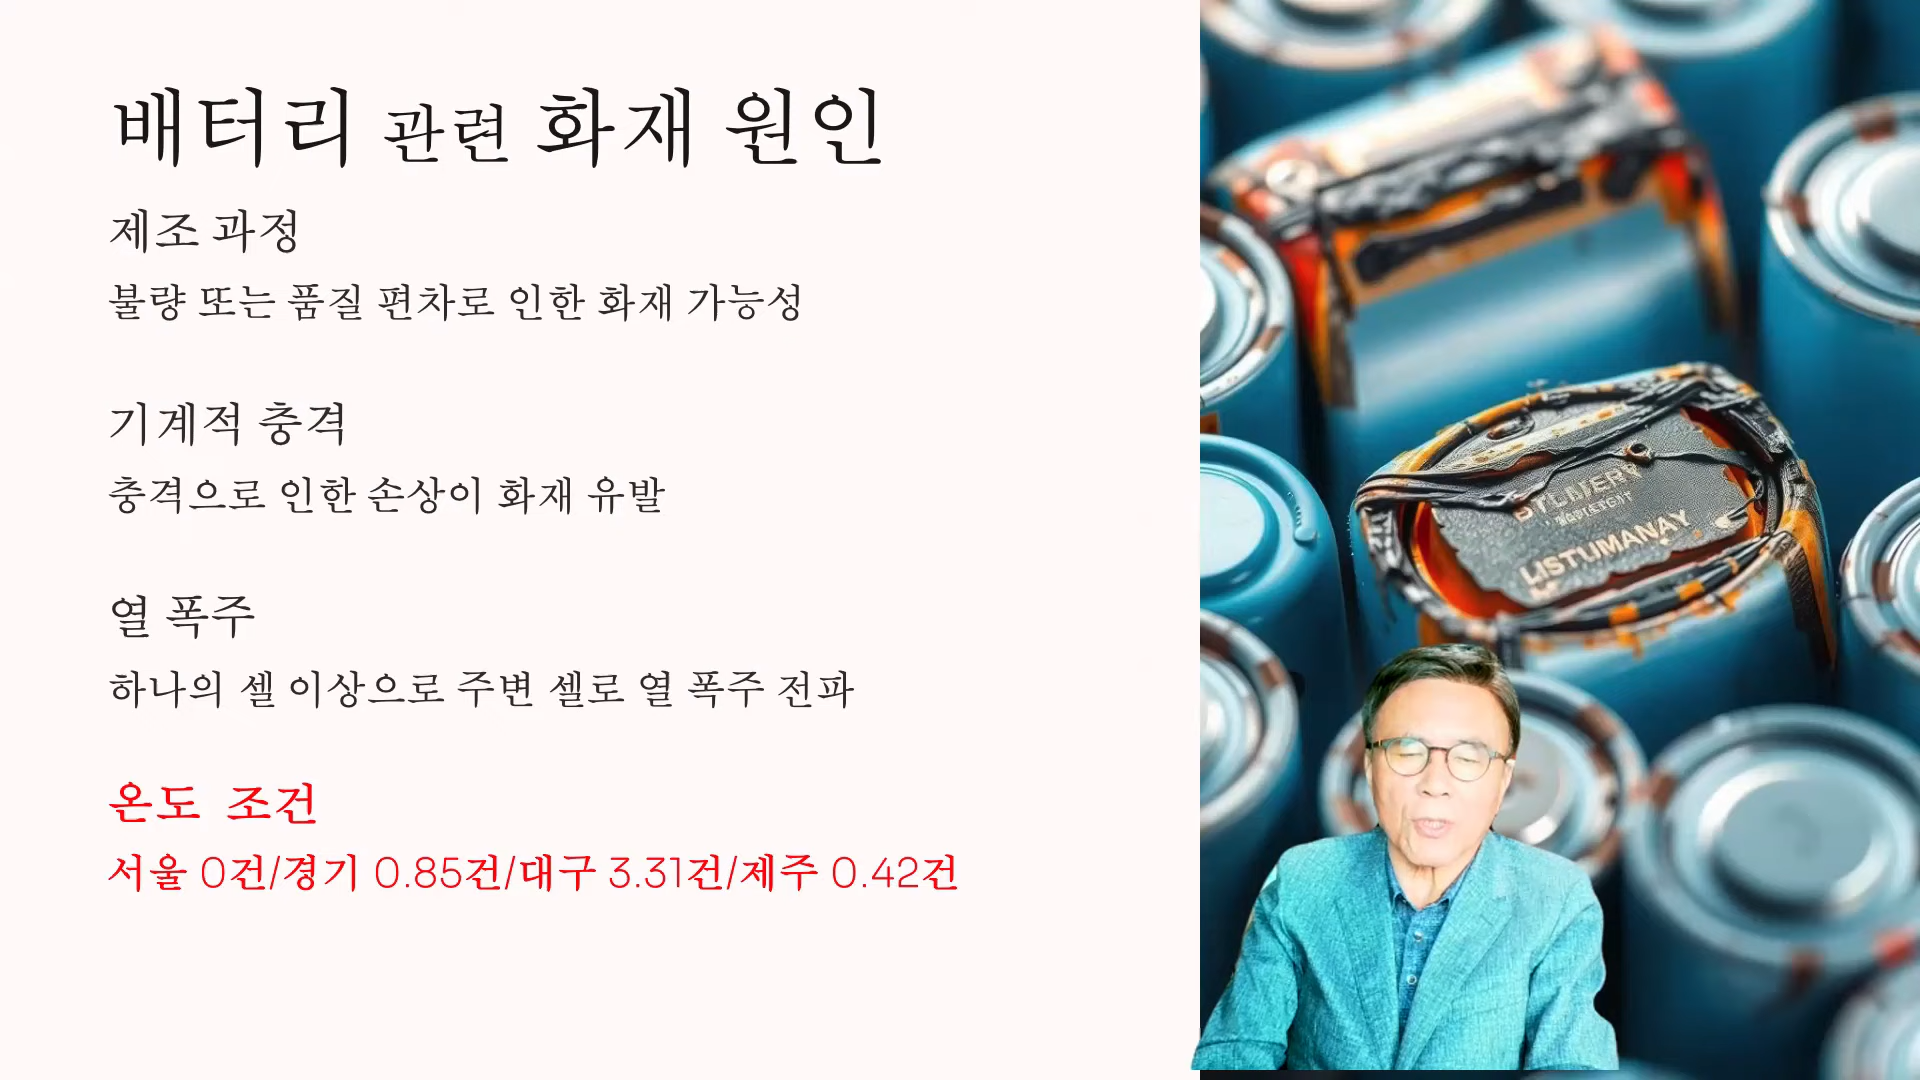 배터리 관련 화재 원인
제조 과정
불량 또는 품질 편차로 인한 화재 가능성
기계적 충격
충격으로 인한 손상이 화재 유발
열 폭주
하나의 셀 이상으로 주변 셀로 열 폭주 전파
온도 조건
서울 0건/경기 0.85건/대구 3.31건/제주 0.42건
LISTUMANAY